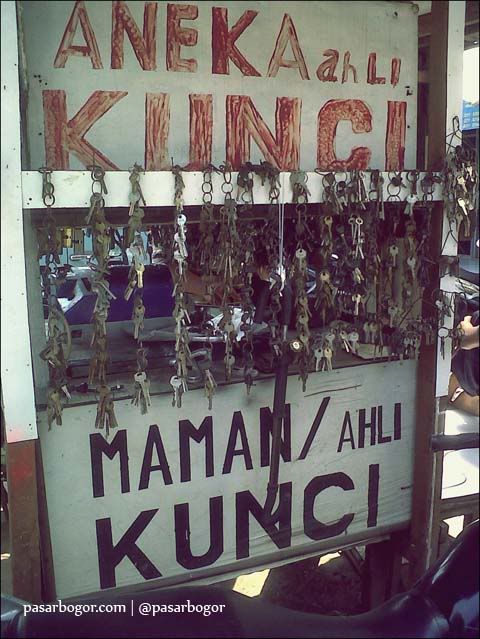 ANEKA ahLI
KUNCI
MAMAN/AHLI
KUNCI
pasarbogor.com | @pasarbogor